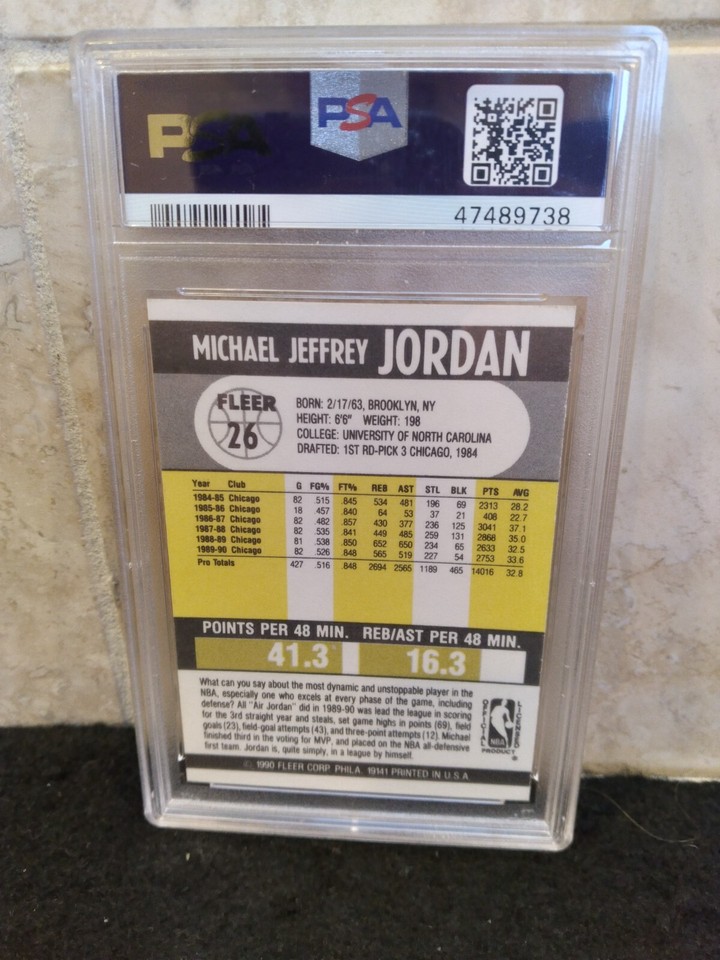 PSA PSA
47489738
MICHAEL JEFFREY JORDAN
FLEER
26
BORN: 2/17/63, BROOKLYN, NY
HEIGHT: 6'6" WEIGHT: 198
COLLEGE: UNIVERSITY OF NORTH CAROLINA
DRAFTED: 1ST RD-PICK 3 CHICAGO, 1984
Year Club G FG% FT% REB AST STL BLK PTS AVG
1984-85 Chicago 82 .515 .845 534 481 196 69 2313 28.2
1985-86 Chicago 18 .457 .840 64 53 37 21 408 22.7
1986-87 Chicago 82 .482 .857 430 377 236 125 3041 37.1
1987-88 Chicago 82 .535 .841 449 485 259 131 2868 35.0
1988-89 Chicago 81 .538 .850 652 650 234 65 2633 32.5
1989-90 Chicago 82 .526 .848 565 519 227 54 2753 33.6
Pro Totals 427 .516 .848 2694 2565 1189 465 14016 32.8
POINTS PER 48 MIN. REB/AST PER 48 MIN.
41.3 16.3
What can you say about the most dynamic and unstoppable player in the
NBA, especially one who excels at every phase of the game, including
defense? All "Air Jordan" did in 1989-90 was lead the league in scoring
for the 3rd straight year and steals, set game highs in points (69), field
goals (23), field-goal attempts (43), and three-point attempts (12). Michael
finished third in the voting for MVP, and placed on the NBA all-defensive
first team. Jordan is, quite simply, in a league by himself.
OFFICIAL LICENSED
NBA
PRODUCT ®
© 1990 FLEER CORP. PHILA. 19141 PRINTED IN U.S.A.